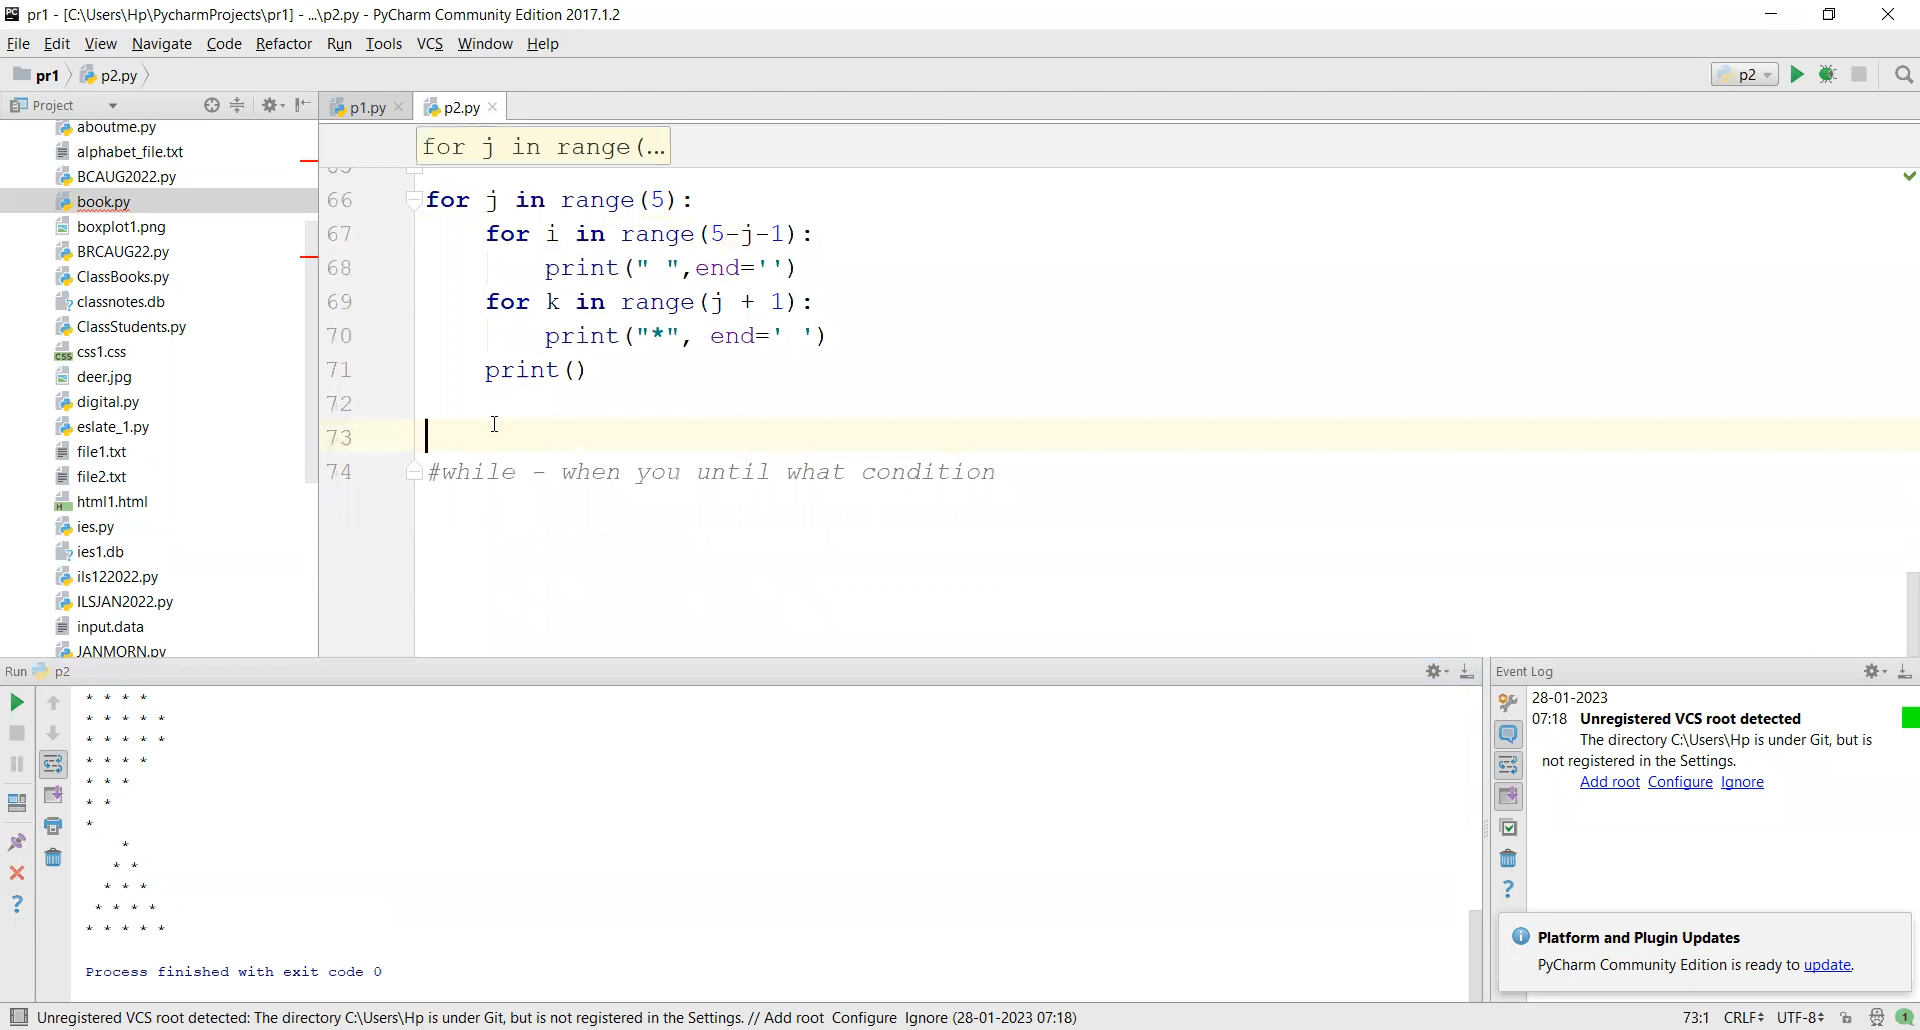 pr1 - [C:\Users\Hp\PycharmProjects\pr1] - ...\p2.py - PyCharm Community Edition 2017.1.2
File Edit View Navigate Code Refactor Run Tools VCS Window Help
pr1 p2.py p2
Project p1.py p2.py
aboutme.py
alphabet_file.txt
BCAUG2022.py
book.py
boxplot1.png
BRCAUG22.py
ClassBooks.py
classnotes.db
ClassStudents.py
css1.css
deer.jpg
digital.py
eslate_1.py
file1.txt
file2.txt
html1.html
ies.py
ies1.db
ils122022.py
ILSJAN2022.py
input.data
JANMORN.py
for j in range(...
66 for j in range(5):
67 for i in range(5-j-1):
68 print(" ",end='')
69 for k in range(j + 1):
70 print("*", end=' ')
71 print()
72
73
74 #while - when you until what condition
Run p2
* * * *
* * * * *
* * * * *
* * * *
* * *
* *
*
*
* *
* * *
* * * *
* * * * *
Process finished with exit code 0
Event Log
28-01-2023
07:18 Unregistered VCS root detected
The directory C:\Users\Hp is under Git, but is
not registered in the Settings.
Add root Configure Ignore
Platform and Plugin Updates
PyCharm Community Edition is ready to update.
Unregistered VCS root detected: The directory C:\Users\Hp is under Git, but is not registered in the Settings. // Add root Configure Ignore (28-01-2023 07:18) 73:1 CRLF UTF-8 1